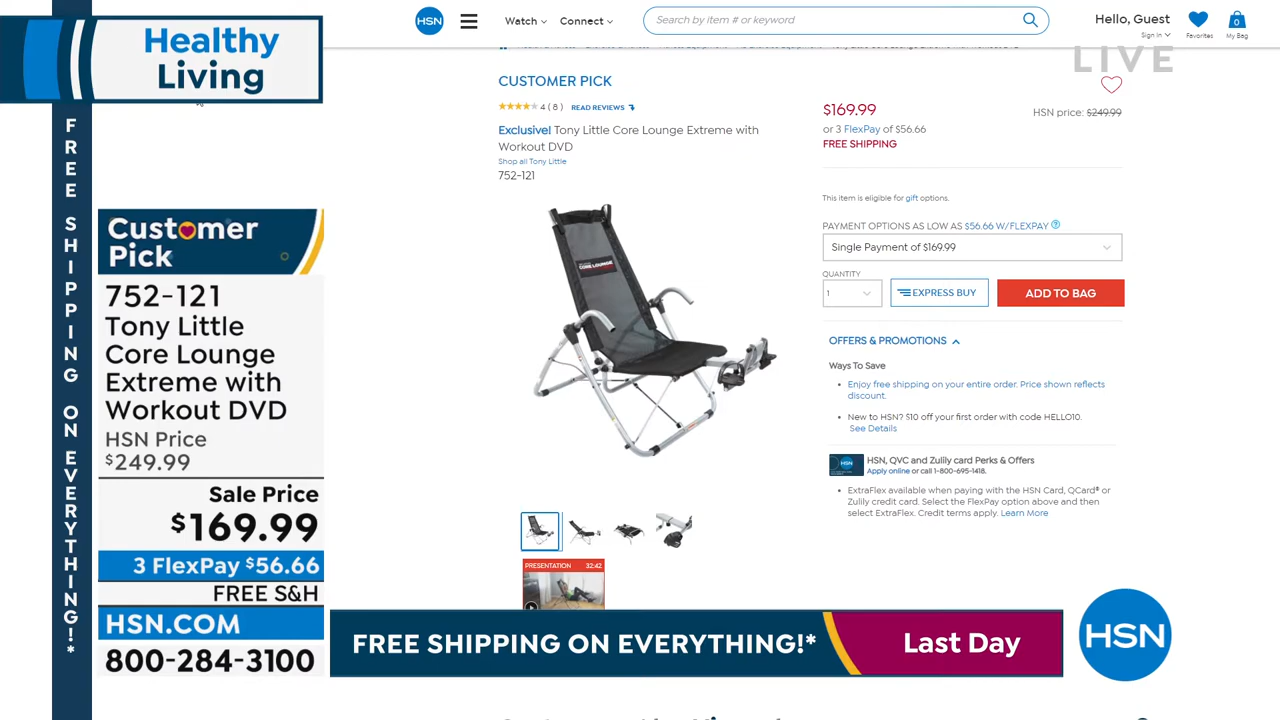 Healthy
Living
FREE SHIPPING ON EVERYTHING!*
Customer
Pick
752-121
Tony Little
Core Lounge
Extreme with
Workout DVD
HSN Price
$249.99
Sale Price
$169.99
3 FlexPay $56.66
FREE S&H
HSN.COM
800-284-3100
HSN
Watch
Connect
Search by item # or keyword
Hello, Guest
Sign in
Favorites
0
My Bag
LIVE
CUSTOMER PICK
4 ( 8 ) READ REVIEWS
Exclusive! Tony Little Core Lounge Extreme with
Workout DVD
Shop all Tony Little
752-121
CORE LOUNGE
PRESENTATION 32:42
$169.99
HSN price: $249.99
or 3 FlexPay of $56.66
FREE SHIPPING
This item is eligible for gift options.
PAYMENT OPTIONS AS LOW AS $56.66 W/FLEXPAY
Single Payment of $169.99
QUANTITY
1
EXPRESS BUY
ADD TO BAG
OFFERS & PROMOTIONS
Ways To Save
• Enjoy free shipping on your entire order. Price shown reflects
discount.
• New to HSN? $10 off your first order with code HELLO10.
See Details
HSN
HSN, QVC and Zulily card Perks & Offers
Apply online or call 1-800-695-1418.
• ExtraFlex available when paying with the HSN Card, QCard® or
Zulily credit card. Select the FlexPay option above and then
select ExtraFlex. Credit terms apply. Learn More
FREE SHIPPING ON EVERYTHING!*
Last Day
HSN